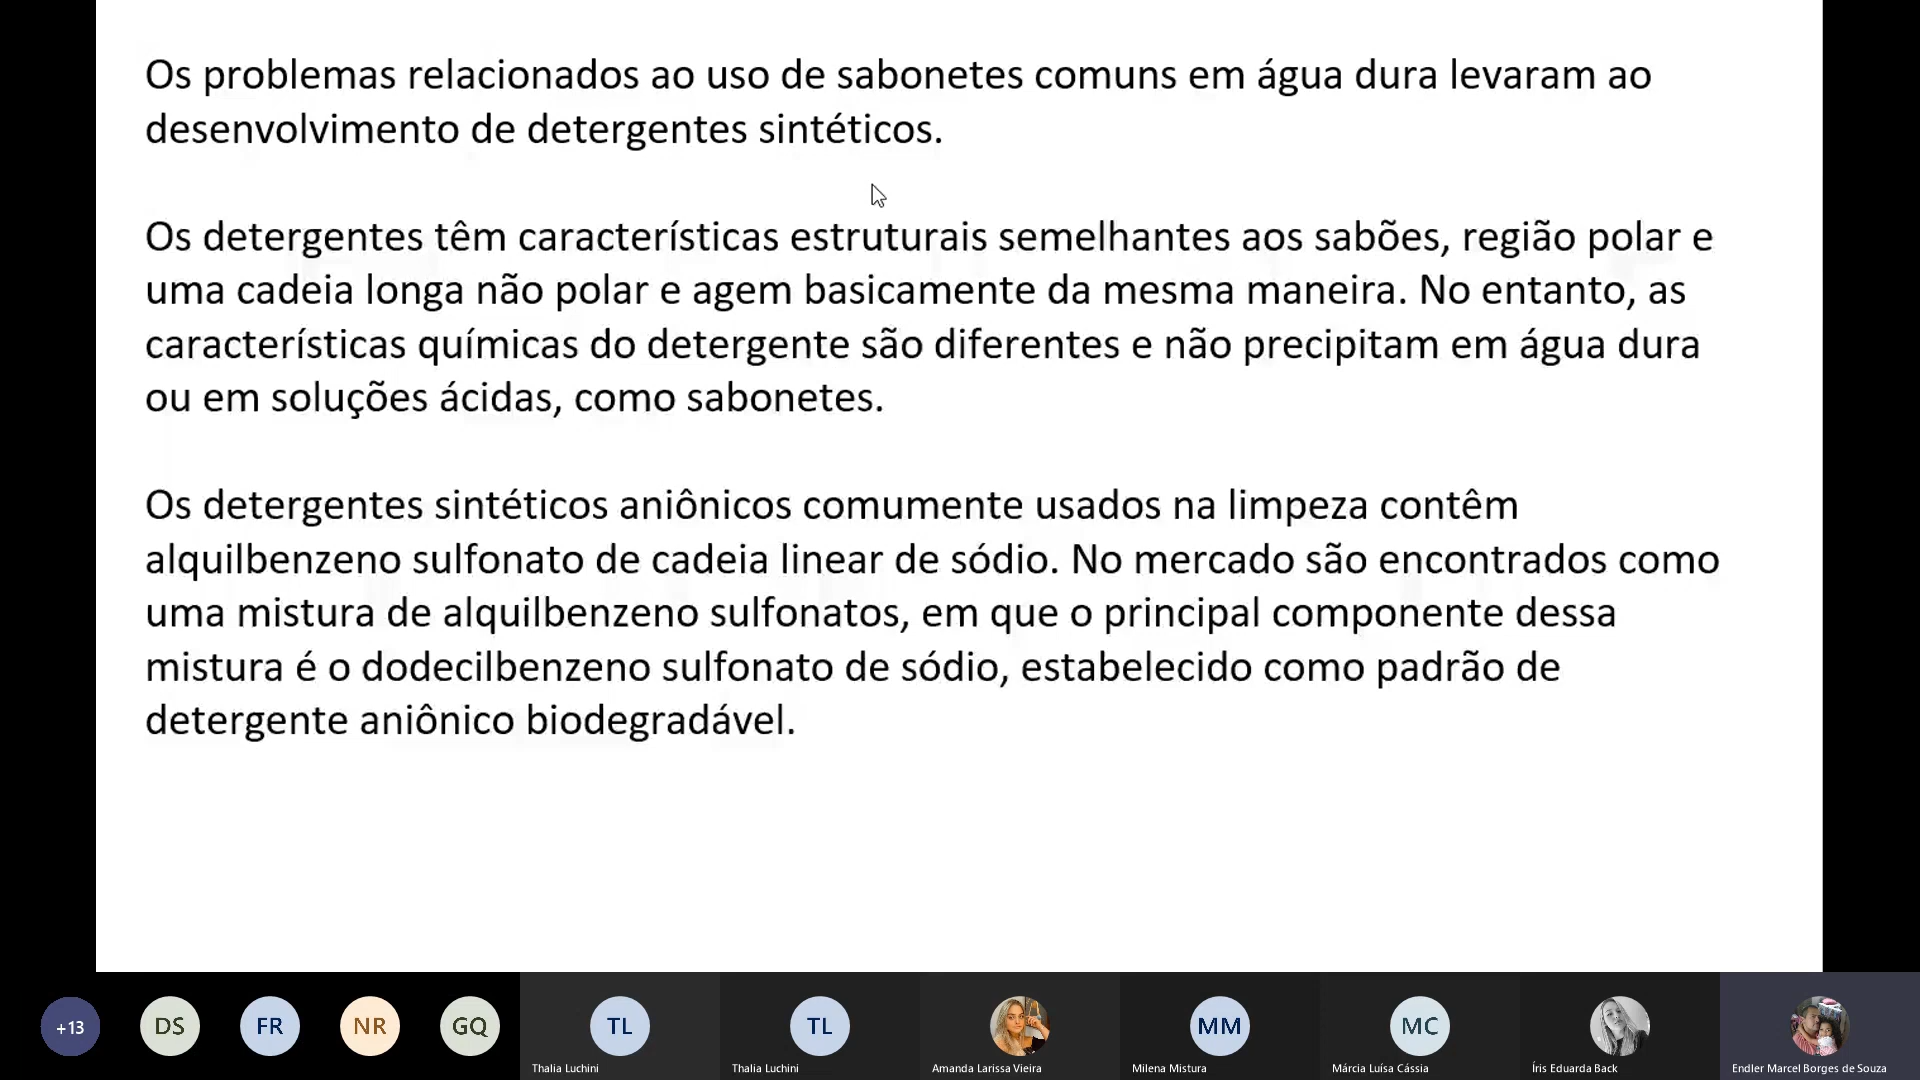 Os problemas relacionados ao uso de sabonetes comuns em água dura levaram ao
desenvolvimento de detergentes sintéticos.
Os detergentes têm características estruturais semelhantes aos sabões, região polar e
uma cadeia longa não polar e agem basicamente da mesma maneira. No entanto, as
características químicas do detergente são diferentes e não precipitam em água dura
ou em soluções ácidas, como sabonetes.
Os detergentes sintéticos aniônicos comumente usados na limpeza contêm
alquilbenzeno sulfonato de cadeia linear de sódio. No mercado são encontrados como
uma mistura de alquilbenzeno sulfonatos, em que o principal componente dessa
mistura é o dodecilbenzeno sulfonato de sódio, estabelecido como padrão de
detergente aniônico biodegradável.
+13 DS FR NR GQ TL TL MM MC
Thalia Luchini Thalia Luchini Amanda Larissa Vieira Milena Mistura Márcia Luísa Cássia Íris Eduarda Back Endler Marcel Borges de Souza